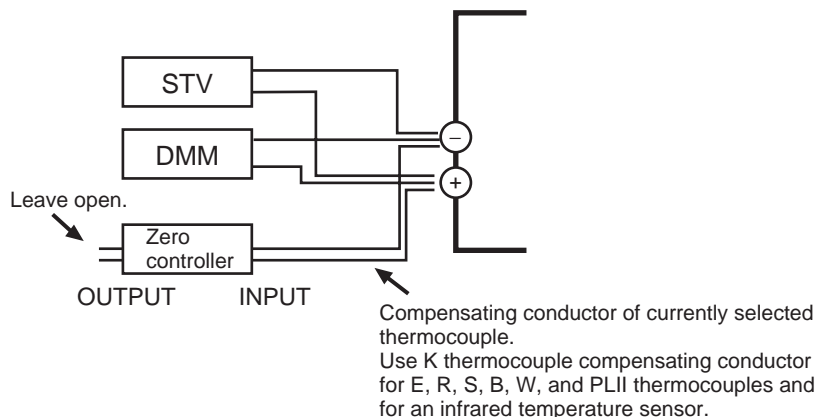 STV
DMM
−
+
Leave open.
Zero
controller
OUTPUT
INPUT
Compensating conductor of currently selected
thermocouple.
Use K thermocouple compensating conductor
for E, R, S, B, W, and PLII thermocouples and
for an infrared temperature sensor.